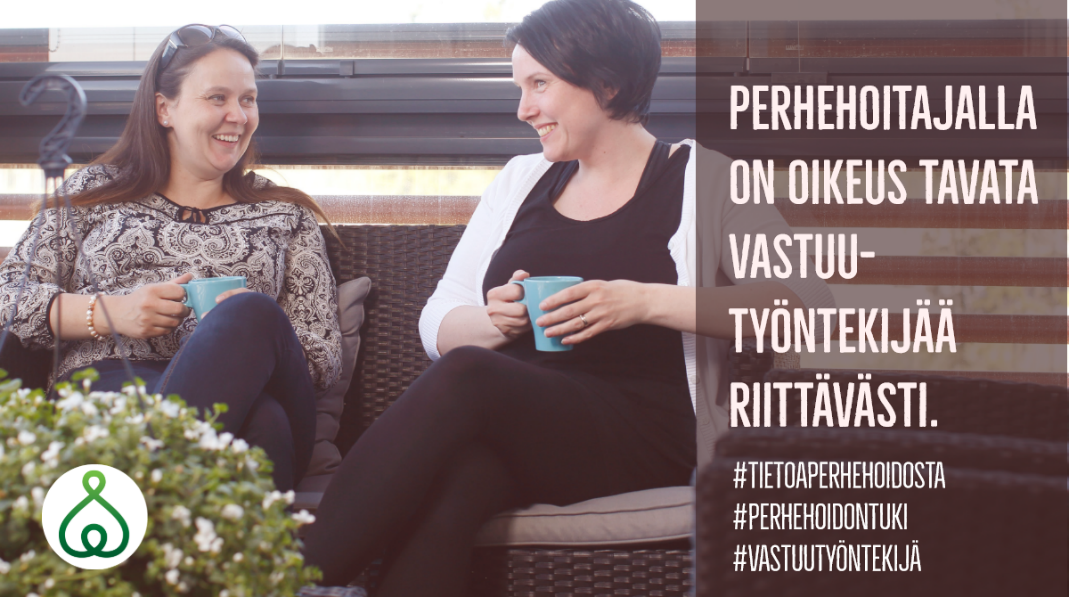 PERHEHOITAJALLA
ON OIKEUS TAVATA
VASTUU-
TYÖNTEKIJÄÄ
RIITTÄVÄSTI.
#TIETOAPERHEHOIDOSTA
#PERHEHOIDONTUKI
#VASTUUTYÖNTEKIJÄ